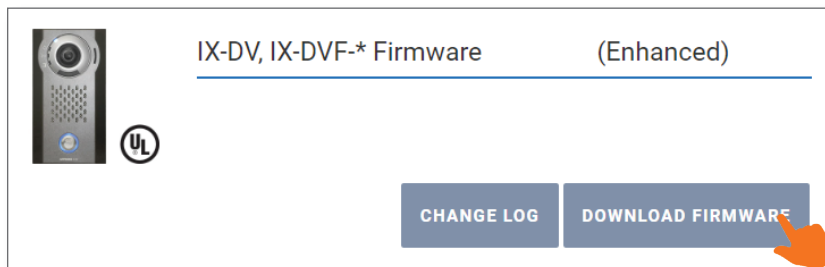 IX-DV, IX-DVF-* Firmware (Enhanced)
UL
CHANGE LOG
DOWNLOAD FIRMWARE